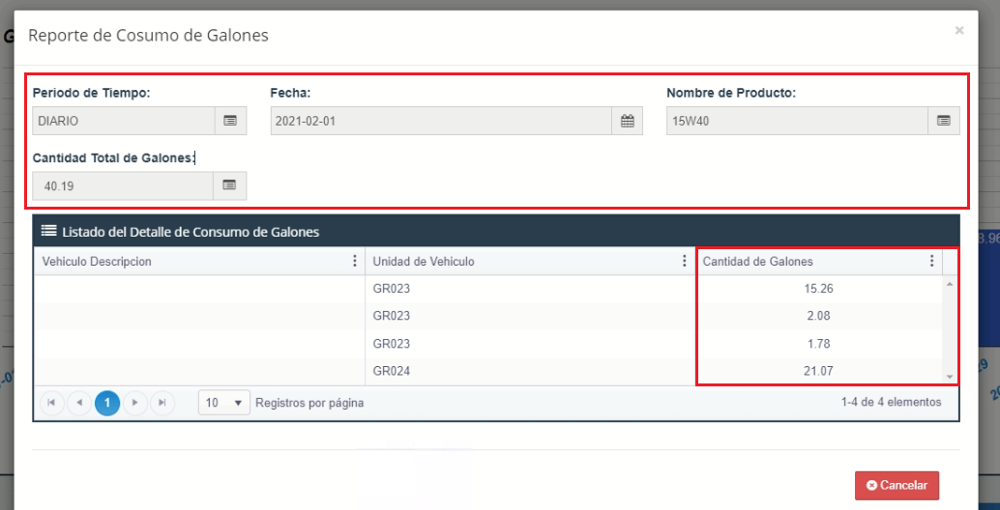 Reporte de Cosumo de Galones ×
Periodo de Tiempo: Fecha: Nombre de Producto:
DIARIO 2021-02-01 15W40
Cantidad Total de Galones:
40.19
Listado del Detalle de Consumo de Galones
Vehiculo Descripcion Unidad de Vehiculo Cantidad de Galones
GR023 15.26
GR023 2.08
GR023 1.78
GR024 21.07
1 10 Registros por página 1-4 de 4 elementos
Cancelar